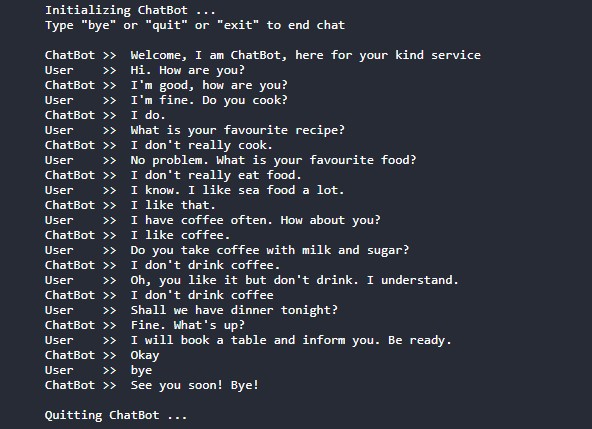 Initializing ChatBot ...
Type "bye" or "quit" or "exit" to end chat
ChatBot >>  Welcome, I am ChatBot, here for your kind service
User    >>  Hi. How are you?
ChatBot >>  I'm good, how are you?
User    >>  I'm fine. Do you cook?
ChatBot >>  I do.
User    >>  What is your favourite recipe?
ChatBot >>  I don't really cook.
User    >>  No problem. What is your favourite food?
ChatBot >>  I don't really eat food.
User    >>  I know. I like sea food a lot.
ChatBot >>  I like that.
User    >>  I have coffee often. How about you?
ChatBot >>  I like coffee.
User    >>  Do you take coffee with milk and sugar?
ChatBot >>  I don't drink coffee.
User    >>  Oh, you like it but don't drink. I understand.
ChatBot >>  I don't drink coffee
User    >>  Shall we have dinner tonight?
ChatBot >>  Fine. What's up?
User    >>  I will book a table and inform you. Be ready.
ChatBot >>  Okay
User    >>  bye
ChatBot >>  See you soon! Bye!
Quitting ChatBot ...